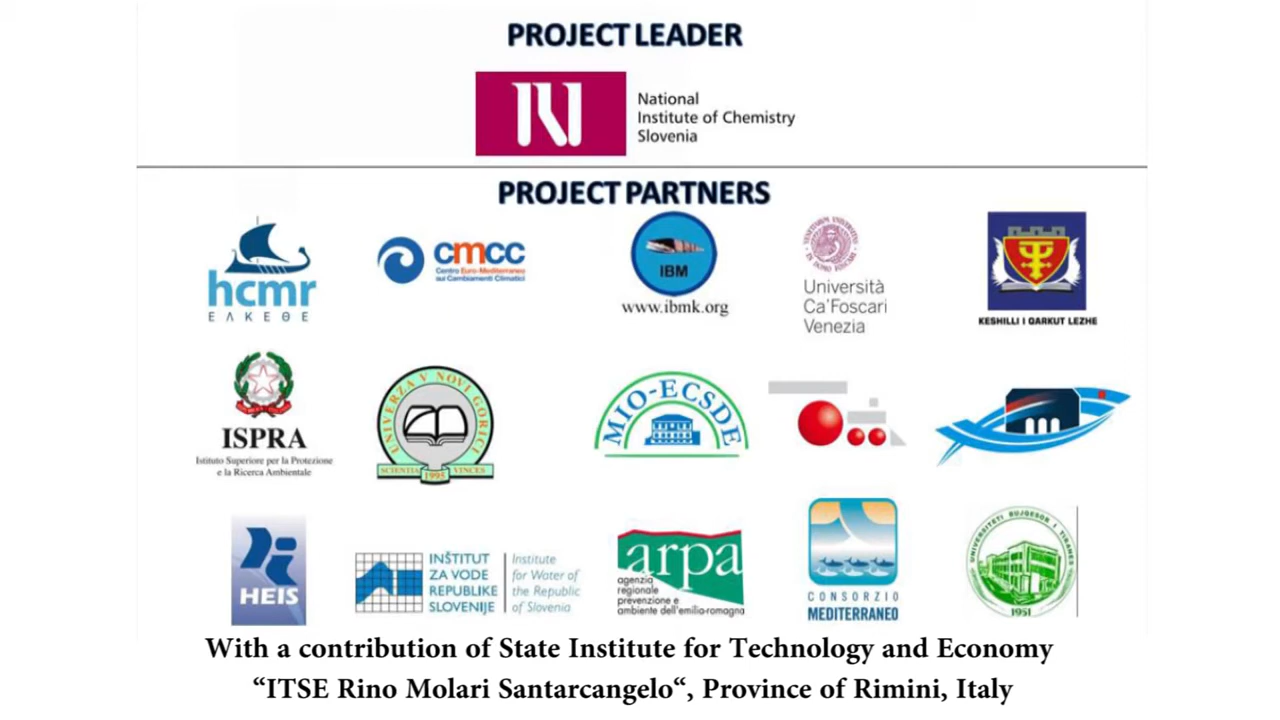 PROJECT LEADER
National
Institute of Chemistry
Slovenia
PROJECT PARTNERS
hcmr
ΕΛΚΕΘΕ
cmcc
Centro Euro-Mediterraneo
sui Cambiamenti Climatici
IBM
www.ibmk.org
Università
Ca'Foscari
Venezia
KESHILLI I QARKUT LEZHE
ISPRA
Istituto Superiore per la Protezione
e la Ricerca Ambientale
UNIVERZA V NOVI GORICI
SCIENTIA VINCES
1995
MIO-ECSDE
HEIS
INŠTITUT
ZA VODE
REPUBLIKE
SLOVENIJE
Institute
for Water of
the Republic
of Slovenia
arpa
agenzia
regionale
prevenzione e
ambiente dell'emilia-romagna
CONSORZIO
MEDITERRANEO
UNIVERSITETI BUJQESOR I TIRANES
1951
With a contribution of State Institute for Technology and Economy
“ITSE Rino Molari Santarcangelo“, Province of Rimini, Italy